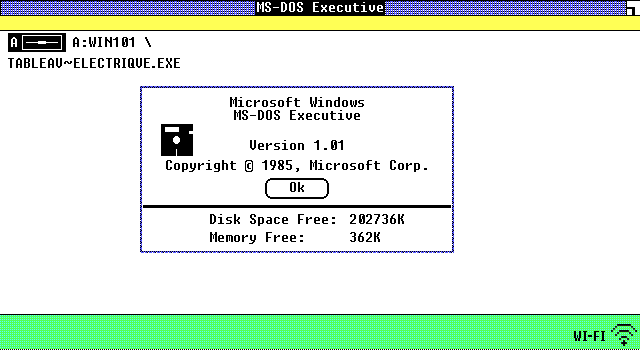 MS-DOS Executive
A A:WIN101 \
TABLEAV~ELECTRIQVE.EXE
Microsoft Windows
MS-DOS Executive
Version 1.01
Copyright © 1985, Microsoft Corp.
Ok
Disk Space Free: 202736K
Memory Free: 362K
WI-FI